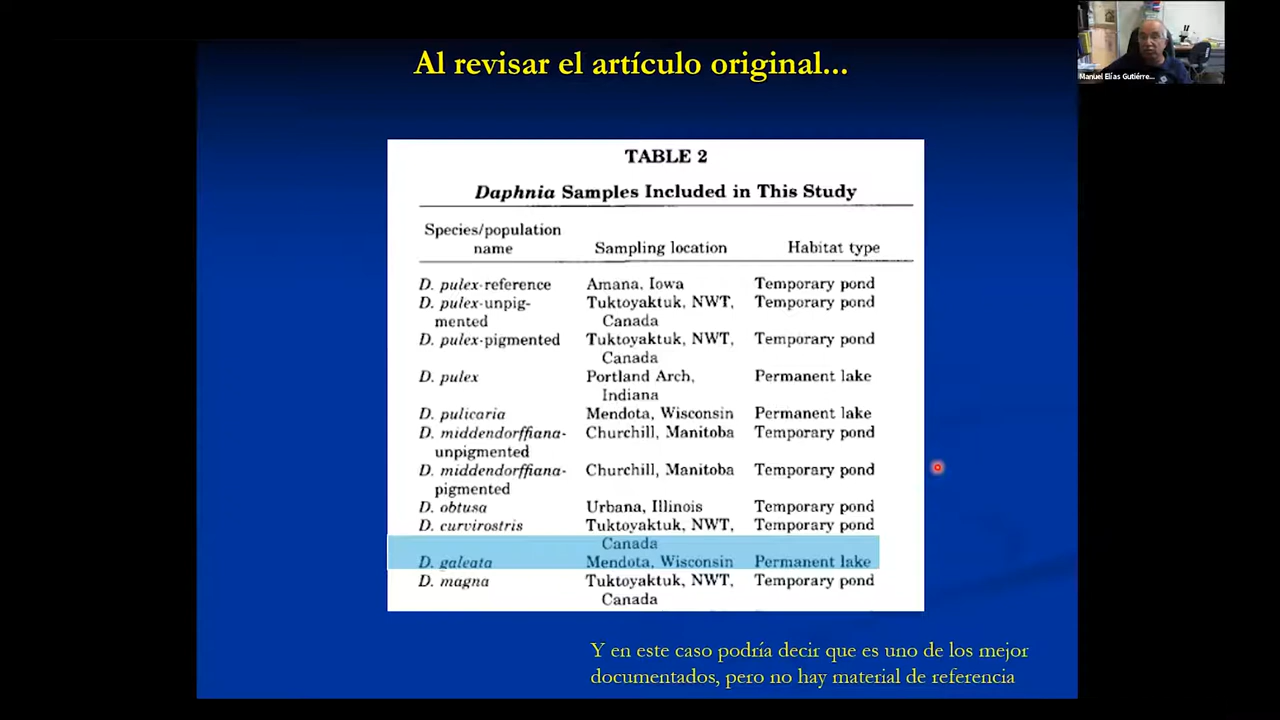 Al revisar el artículo original...
Manuel Elías Gutiérre...
TABLE 2
Daphnia Samples Included in This Study
Species/population
name Sampling location Habitat type
D. pulex-reference Amana, Iowa Temporary pond
D. pulex-unpig- Tuktoyaktuk, NWT, Temporary pond
mented Canada
D. pulex-pigmented Tuktoyaktuk, NWT, Temporary pond
Canada
D. pulex Portland Arch, Permanent lake
Indiana
D. pulicaria Mendota, Wisconsin Permanent lake
D. middendorffiana- Churchill, Manitoba Temporary pond
unpigmented
D. middendorffiana- Churchill, Manitoba Temporary pond
pigmented
D. obtusa Urbana, Illinois Temporary pond
D. curvirostris Tuktoyaktuk, NWT, Temporary pond
Canada
D. galeata Mendota, Wisconsin Permanent lake
D. magna Tuktoyaktuk, NWT, Temporary pond
Canada
Y en este caso podría decir que es uno de los mejor
documentados, pero no hay material de referencia